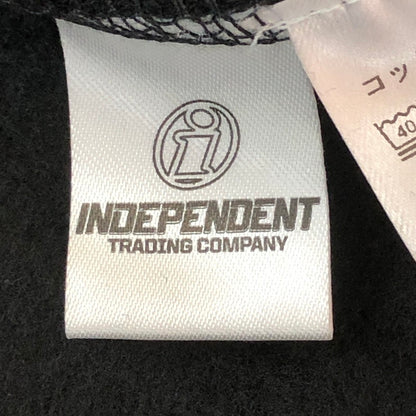 i
INDEPENDENT
TRADING COMPANY
コッ
40